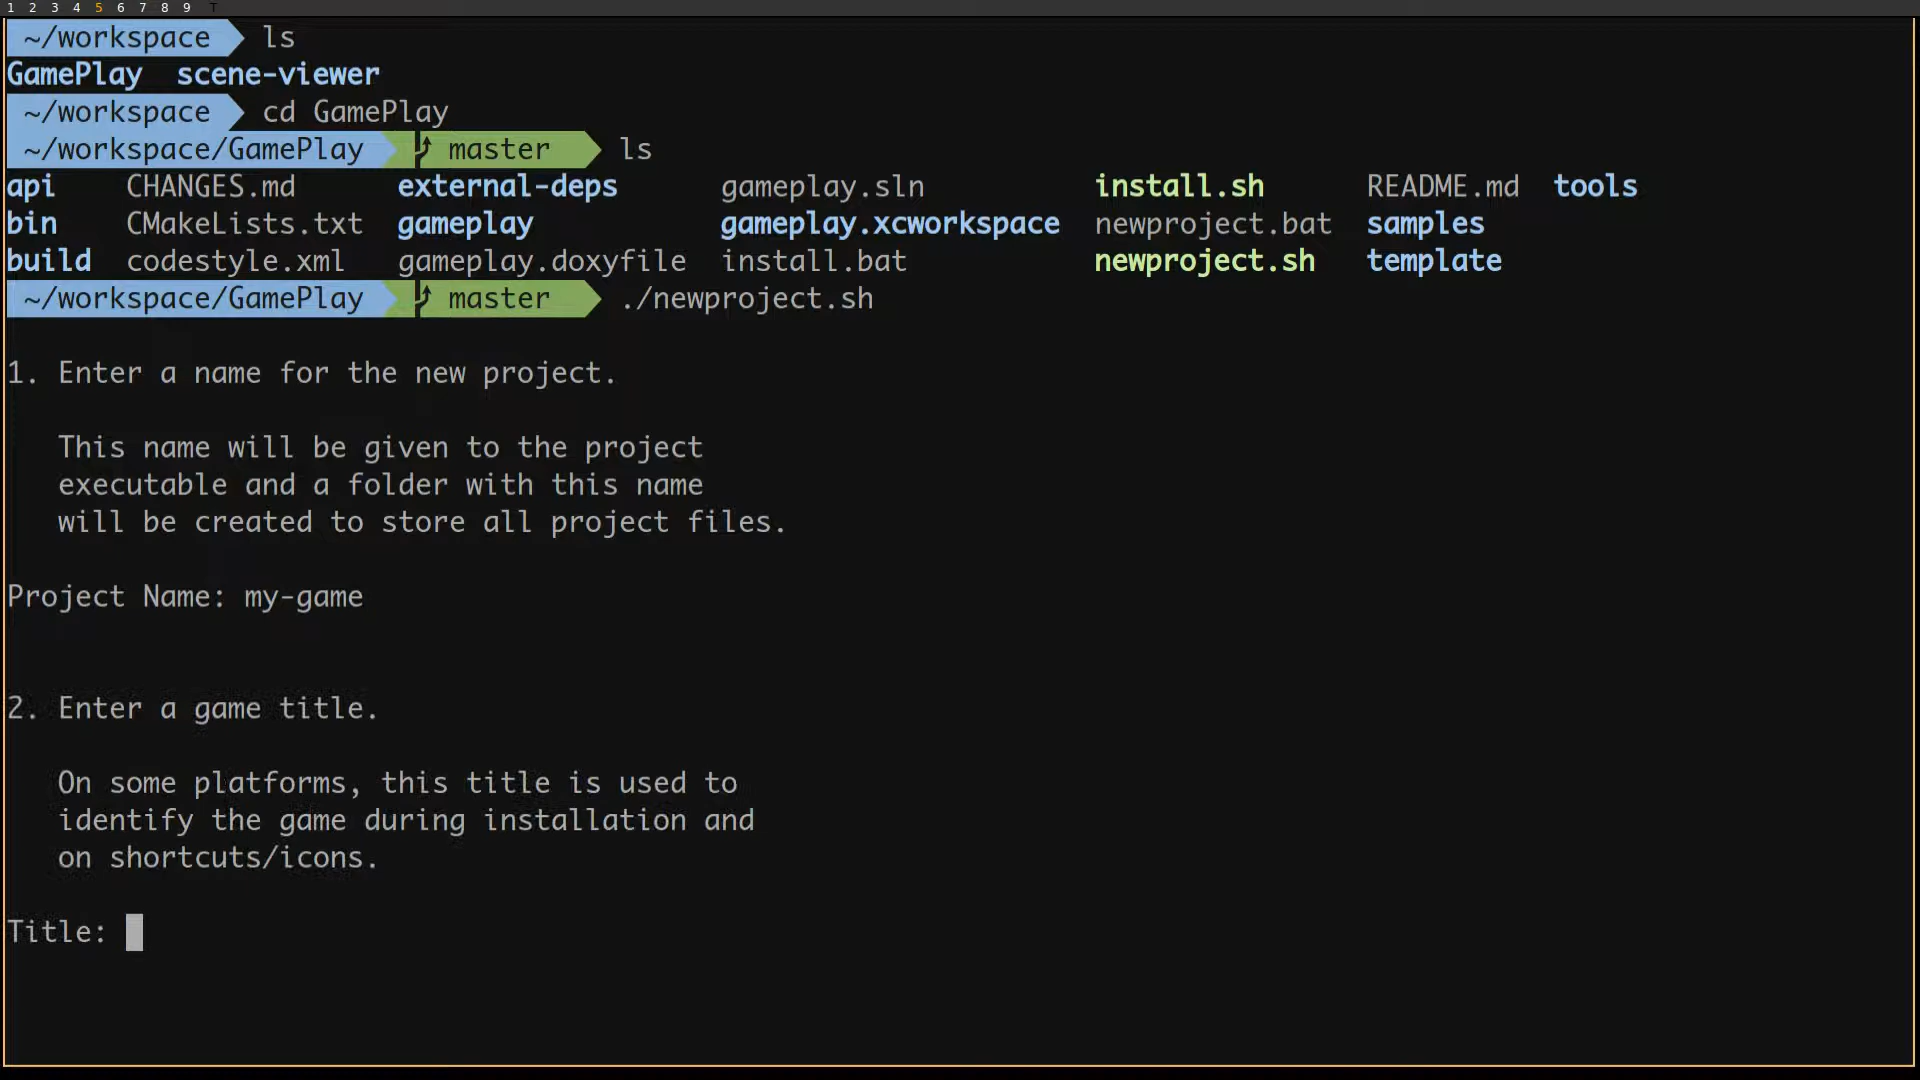 1 2 3 4 5 6 7 8 9 T
~/workspace ls
GamePlay scene-viewer
~/workspace cd GamePlay
~/workspace/GamePlay master ls
api CHANGES.md external-deps gameplay.sln install.sh README.md tools
bin CMakeLists.txt gameplay gameplay.xcworkspace newproject.bat samples
build codestyle.xml gameplay.doxyfile install.bat newproject.sh template
~/workspace/GamePlay master ./newproject.sh
1. Enter a name for the new project.
This name will be given to the project
executable and a folder with this name
will be created to store all project files.
Project Name: my-game
2. Enter a game title.
On some platforms, this title is used to
identify the game during installation and
on shortcuts/icons.
Title: